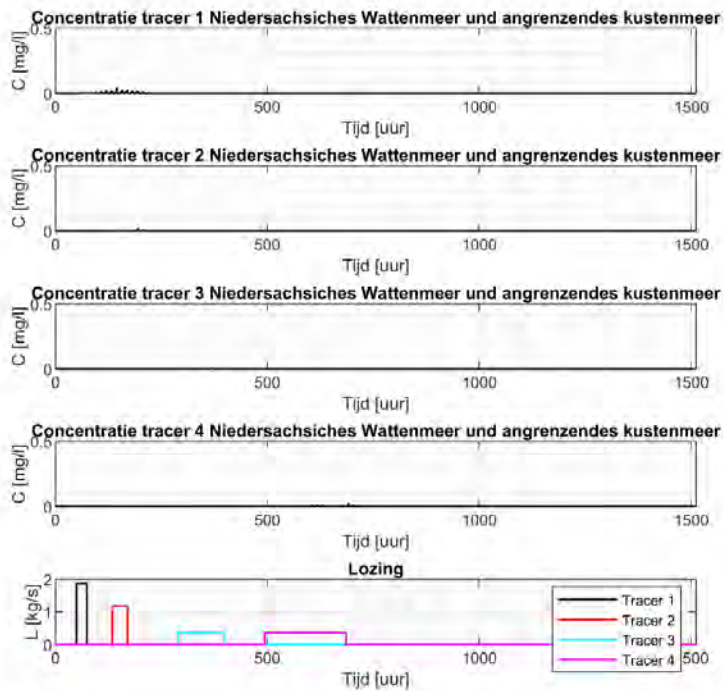 Concentratie tracer 1 Niedersachsiches Wattenmeer und angrenzendes kustenmeer
0.5
C [mg/l]
0
0 500 1000 1500
Tijd [uur]
Concentratie tracer 2 Niedersachsiches Wattenmeer und angrenzendes kustenmeer
0.5
C [mg/l]
0
0 500 1000 1500
Tijd [uur]
Concentratie tracer 3 Niedersachsiches Wattenmeer und angrenzendes kustenmeer
0.5
C [mg/l]
0
0 500 1000 1500
Tijd [uur]
Concentratie tracer 4 Niedersachsiches Wattenmeer und angrenzendes kustenmeer
0.5
C [mg/l]
0
0 500 1000 1500
Tijd [uur]
Lozing
2
L [kg/s]
1
0
Tracer 1
Tracer 2
Tracer 3
Tracer 4
0 500 1000 1500
Tijd [uur]